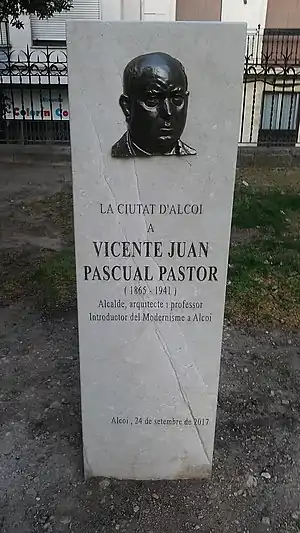 LA CIUTAT D'ALCOI
A
VICENTE JUAN
PASCUAL PASTOR
( 1865 - 1941 )
Alcalde, arquitecte i professor
Introductor del Modernisme a Alcoi
Alcoi , 24 de setembre de 2017